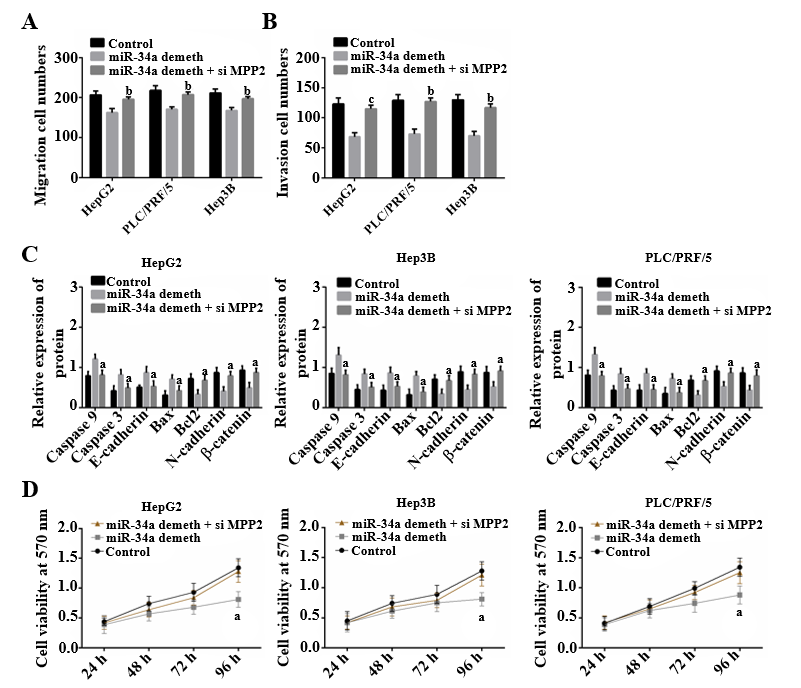 A
Control
miR-34a demeth
miR-34a demeth + si MPP2
Migration cell numbers
300
200
100
0
b
b
b
HepG2
PLC/PRF/5
Hep3B
B
Control
miR-34a demeth
miR-34a demeth + si MPP2
Invasion cell numbers
200
150
100
50
0
c
b
b
HepG2
PLC/PRF/5
Hep3B
C
HepG2
Control
miR-34a demeth
miR-34a demeth + si MPP2
Relative expression of
protein
3
2
1
0
a
a
a
a
a
a
a
Caspase 9
Caspase 3
E-cadherin
Bax
Bcl2
N-cadherin
β-catenin
Hep3B
Control
miR-34a demeth
miR-34a demeth + si MPP2
Relative expression of
protein
3
2
1
0
a
a
a
a
a
a
a
Caspase 9
Caspase 3
E-cadherin
Bax
Bcl2
N-cadherin
β-catenin
PLC/PRF/5
Control
miR-34a demeth
miR-34a demeth + si MPP2
Relative expression of
protein
3
2
1
0
a
a
a
a
a
a
a
Caspase 9
Caspase 3
E-cadherin
Bax
Bcl2
N-cadherin
β-catenin
D
HepG2
miR-34a demeth + si MPP2
miR-34a demeth
Control
Cell viability at 570 nm
2.0
1.5
1.0
0.5
0.0
a
24 h
48 h
72 h
96 h
Hep3B
miR-34a demeth + si MPP2
miR-34a demeth
Control
Cell viability at 570 nm
2.0
1.5
1.0
0.5
0.0
a
24 h
48 h
72 h
96 h
PLC/PRF/5
miR-34a demeth + si MPP2
miR-34a demeth
Control
Cell viability at 570 nm
2.0
1.5
1.0
0.5
0.0
a
24 h
48 h
72 h
96 h